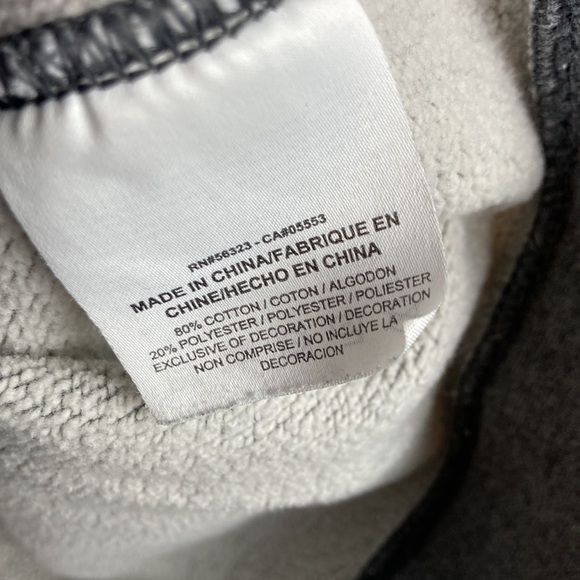 RN#56323 - CA#05553
MADE IN CHINA/FABRIQUE EN
CHINE/HECHO EN CHINA
80% COTTON / COTON / ALGODON
20% POLYESTER / POLYESTER / POLIESTER
EXCLUSIVE OF DECORATION / DECORATION
NON COMPRISE / NO INCLUYE LA
DECORACION